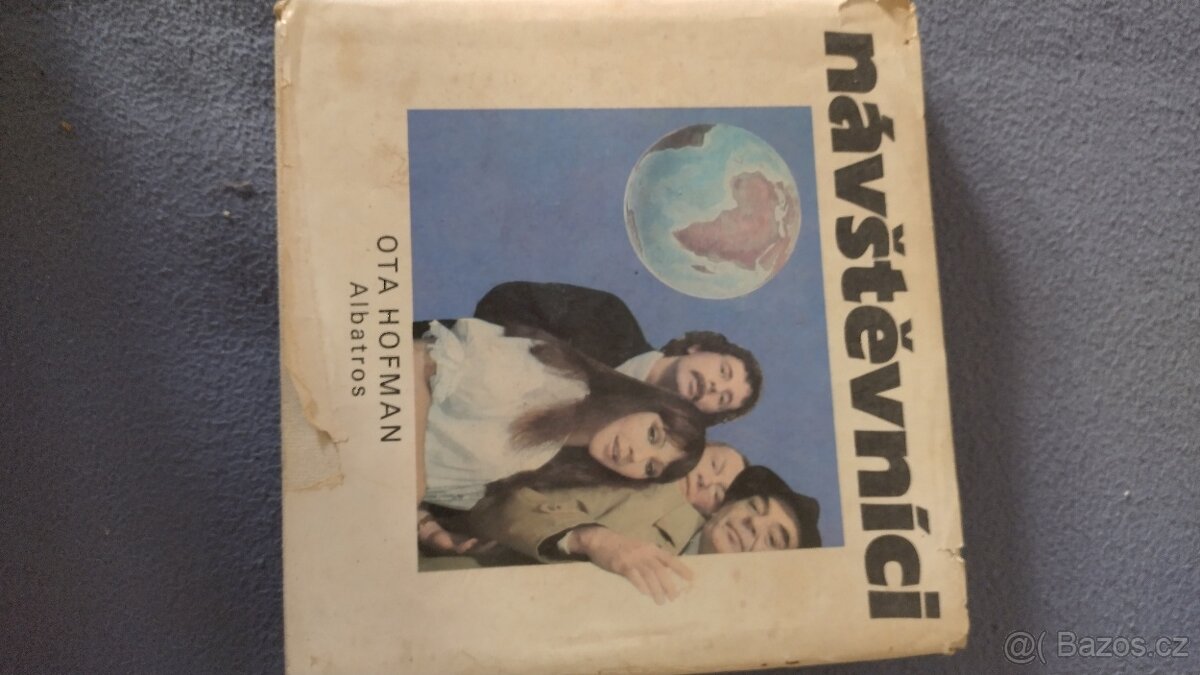 návštěvníci
OTA HOFMAN
Albatros
@( Bazos.cz